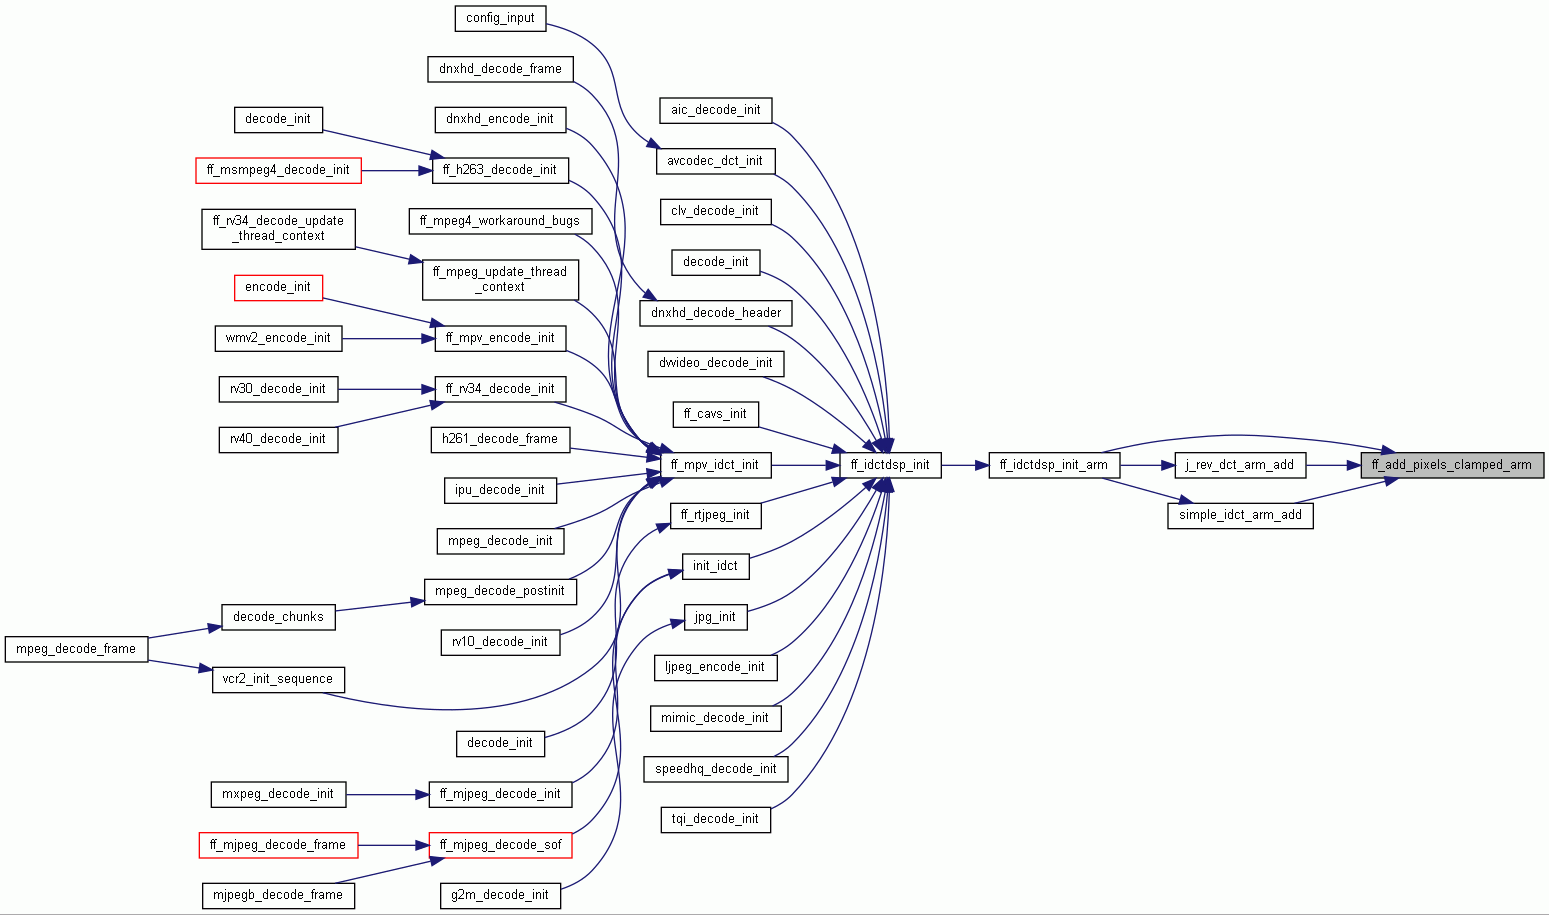 config_input
dnxhd_decode_frame
aic_decode_init
decode_init
dnxhd_encode_init
avcodec_dct_init
ff_msmpeg4_decode_init
ff_h263_decode_init
clv_decode_init
ff_rv34_decode_update
_thread_context
ff_mpeg4_workaround_bugs
decode_init
ff_mpeg_update_thread
_context
encode_init
dnxhd_decode_header
wmv2_encode_init
ff_mpv_encode_init
dvvideo_decode_init
rv30_decode_init
ff_rv34_decode_init
ff_cavs_init
rv40_decode_init
h261_decode_frame
ff_mpv_idct_init
ff_idctdsp_init
ff_idctdsp_init_arm
j_rev_dct_arm_add
ff_add_pixels_clamped_arm
ipu_decode_init
ff_rtjpeg_init
simple_idct_arm_add
mpeg_decode_init
init_idct
mpeg_decode_postinit
decode_chunks
jpg_init
mpeg_decode_frame
rv10_decode_init
vcr2_init_sequence
ljpeg_encode_init
mimic_decode_init
decode_init
speedhq_decode_init
mxpeg_decode_init
ff_mjpeg_decode_init
tqi_decode_init
ff_mjpeg_decode_frame
ff_mjpeg_decode_sof
mjpegb_decode_frame
g2m_decode_init